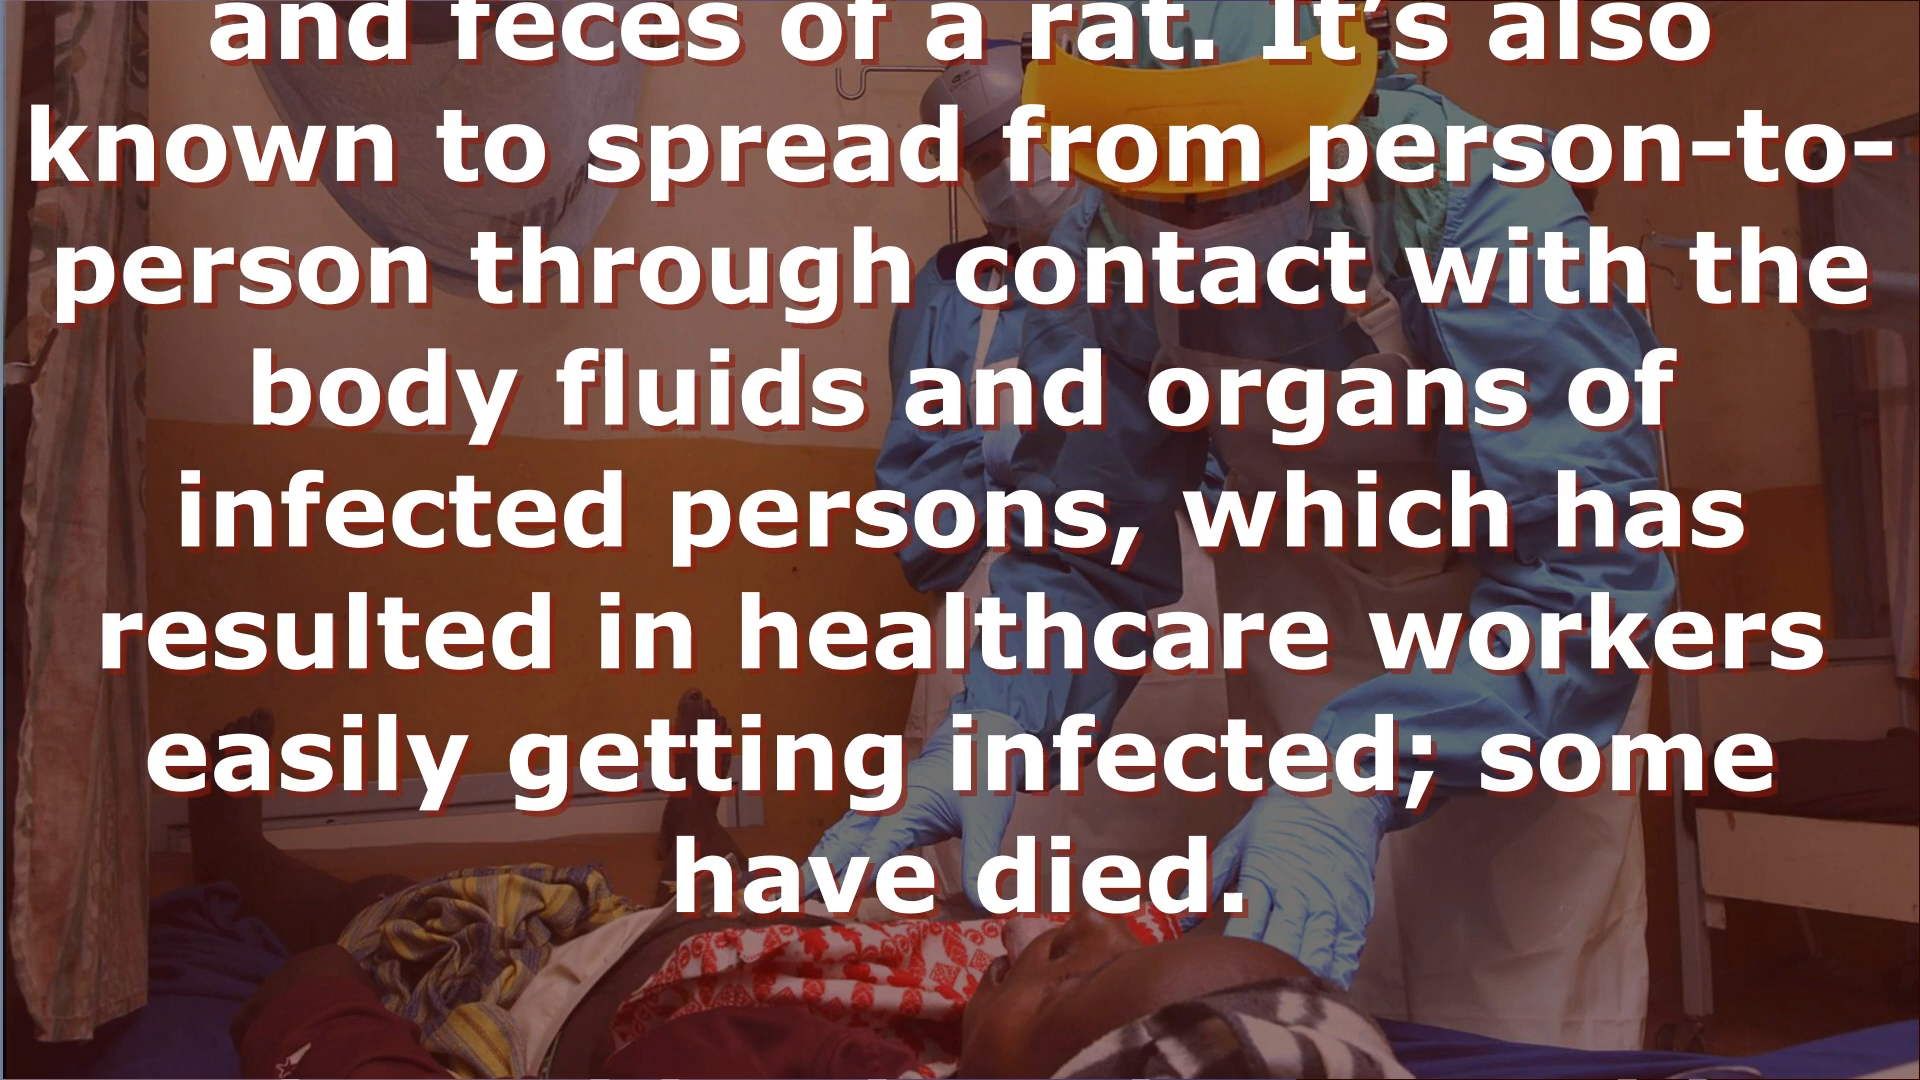 and feces of a rat. It’s also
known to spread from person-to-
person through contact with the
body fluids and organs of
infected persons, which has
resulted in healthcare workers
easily getting infected; some
have died.